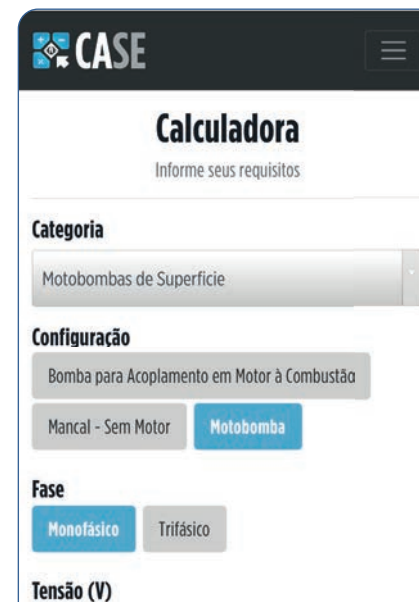 CASE
Calculadora
Informe seus requisitos
Categoria
Motobombas de Superfície
Configuração
Bomba para Acoplamento em Motor à Combustão
Mancal - Sem Motor Motobomba
Fase
Monofásico Trifásico
Tensão (V)